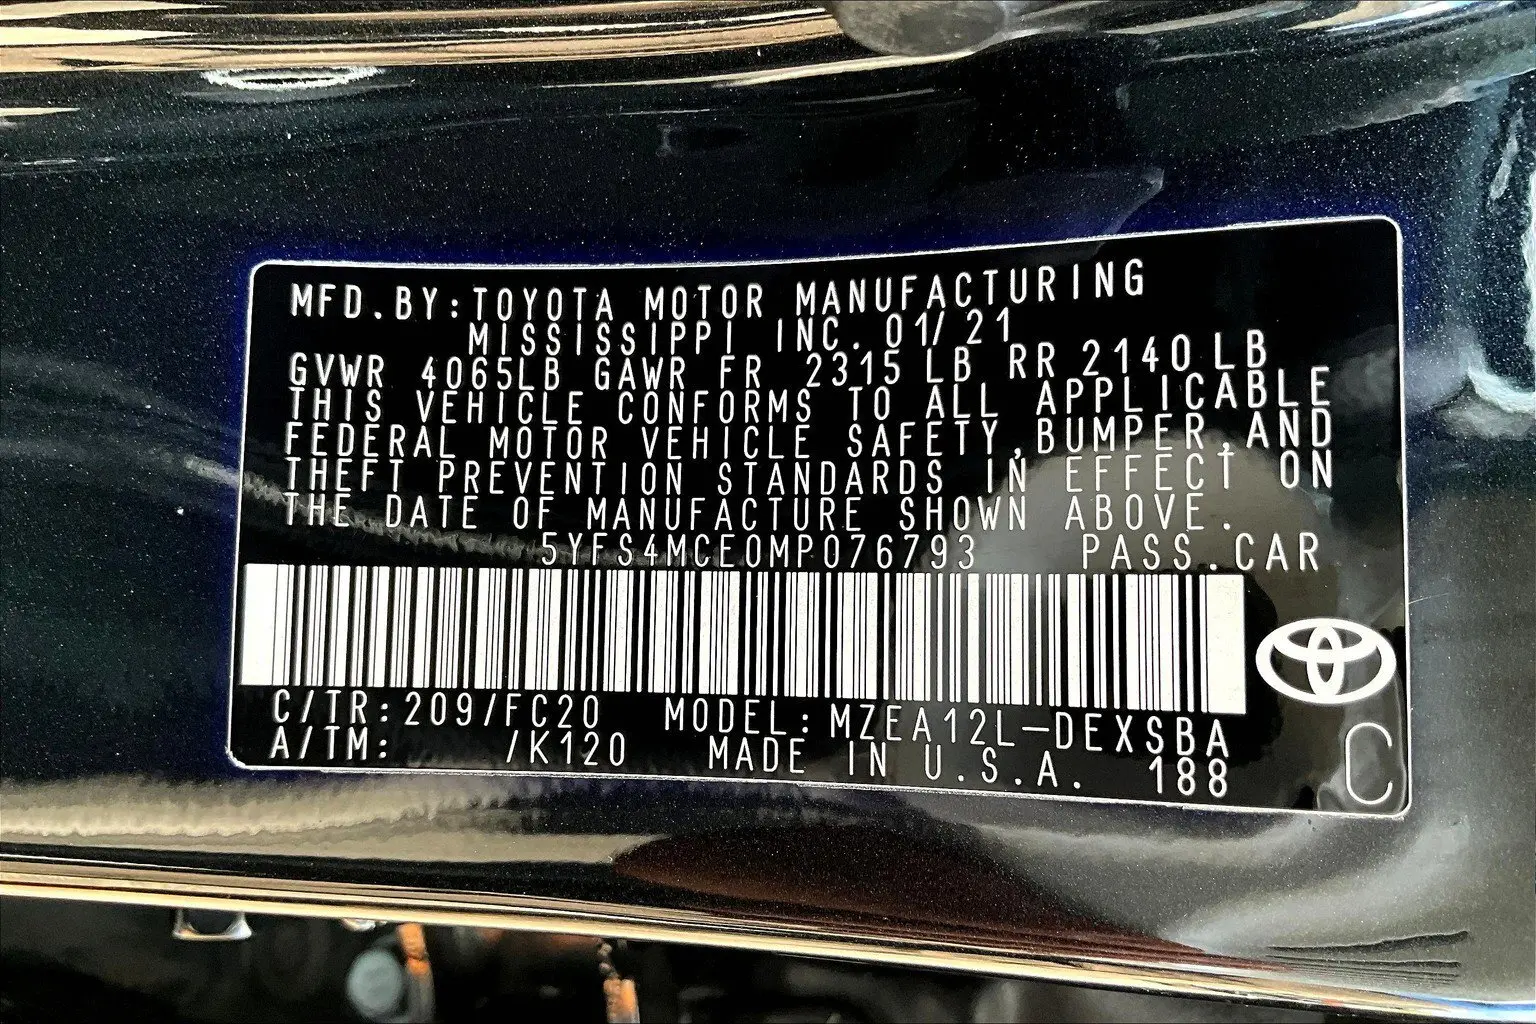 MFD.BY:TOYOTA MOTOR MANUFACTURING
MISSISSIPPI INC. 01/21
GVWR 4065LB GAWR FR 2315 LB RR 2140 LB
THIS VEHICLE CONFORMS TO ALL APPLICABLE
FEDERAL MOTOR VEHICLE SAFETY,BUMPER,AND
THEFT PREVENTION STANDARDS IN EFFECT ON
THE DATE OF MANUFACTURE SHOWN ABOVE.
5YFS4MCE0MP076793 PASS.CAR
C/TR:209/FC20 MODEL:MZEA12L-DEXSBA
A/TM: /K120 MADE IN U.S.A. 188
C